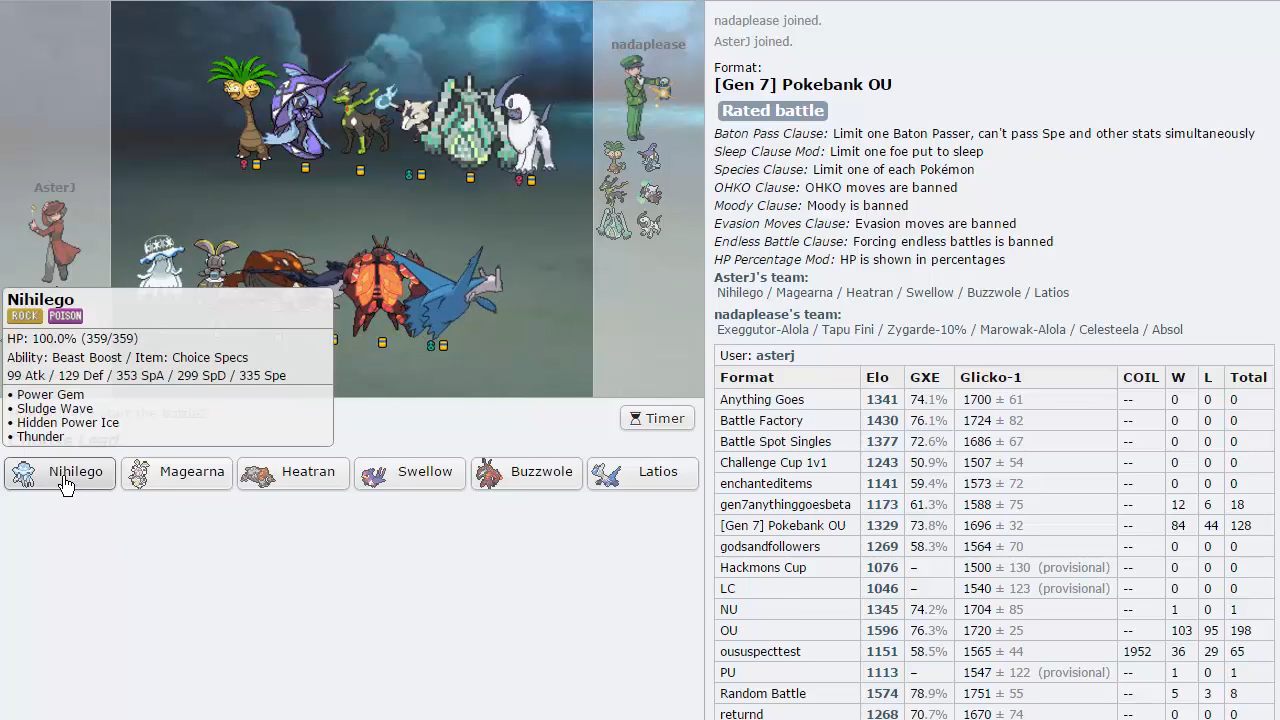 nadaplease
AsterJ
Nihilego
ROCK POISON
HP: 100.0% (359/359)
Ability: Beast Boost / Item: Choice Specs
99 Atk / 129 Def / 353 SpA / 299 SpD / 335 Spe
• Power Gem
• Sludge Wave
• Hidden Power Ice
• Thunder
Timer
Nihilego Magearna Heatran Swellow Buzzwole Latios
nadaplease joined.
AsterJ joined.
Format:
[Gen 7] Pokebank OU
Rated battle
Baton Pass Clause: Limit one Baton Passer, can't pass Spe and other stats simultaneously
Sleep Clause Mod: Limit one foe put to sleep
Species Clause: Limit one of each Pokémon
OHKO Clause: OHKO moves are banned
Moody Clause: Moody is banned
Evasion Moves Clause: Evasion moves are banned
Endless Battle Clause: Forcing endless battles is banned
HP Percentage Mod: HP is shown in percentages
AsterJ's team:
Nihilego / Magearna / Heatran / Swellow / Buzzwole / Latios
nadaplease's team:
Exeggutor-Alola / Tapu Fini / Zygarde-10% / Marowak-Alola / Celesteela / Absol
User: asterj
Format Elo GXE Glicko-1 COIL W L Total
Anything Goes 1341 74.1% 1700 ± 61 -- 0 0 0
Battle Factory 1430 76.1% 1724 ± 82 -- 0 0 0
Battle Spot Singles 1377 72.6% 1686 ± 67 -- 0 0 0
Challenge Cup 1v1 1243 50.9% 1507 ± 54 -- 0 0 0
enchanteditems 1141 59.4% 1573 ± 72 -- 0 0 0
gen7anythinggoesbeta 1173 61.3% 1588 ± 75 -- 12 6 18
[Gen 7] Pokebank OU 1329 73.8% 1696 ± 32 -- 84 44 128
godsandfollowers 1269 58.3% 1564 ± 70 -- 0 0 0
Hackmons Cup 1076 – 1500 ± 130 (provisional) -- 0 0 0
LC 1046 – 1540 ± 123 (provisional) -- 0 0 0
NU 1345 74.2% 1704 ± 85 -- 1 0 1
OU 1596 76.3% 1720 ± 25 -- 103 95 198
oususpecttest 1151 58.5% 1565 ± 44 1952 36 29 65
PU 1113 – 1547 ± 122 (provisional) -- 1 0 1
Random Battle 1574 78.9% 1751 ± 55 -- 5 3 8
returnd 1268 70.7% 1670 ± 74 -- 0 0 0